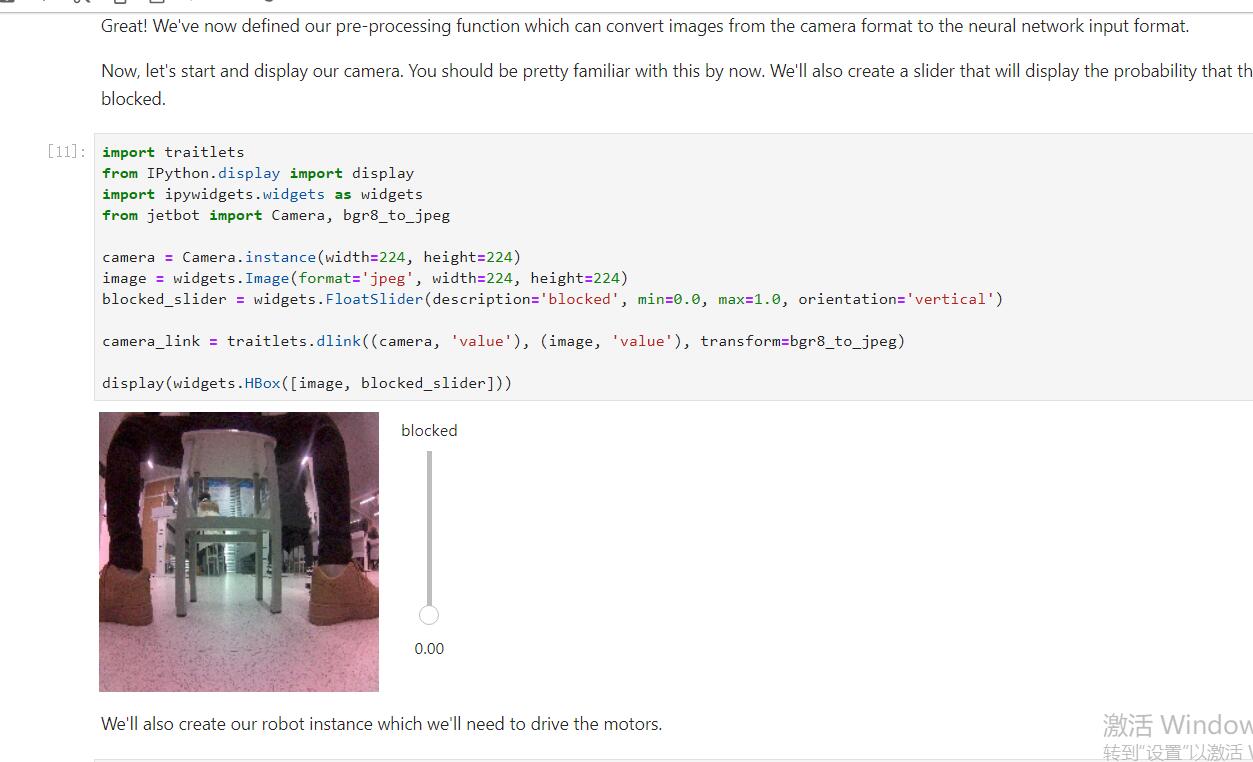 Great! We've now defined our pre-processing function which can convert images from the camera format to the neural network input format.
Now, let's start and display our camera. You should be pretty familiar with this by now. We'll also create a slider that will display the probability that
blocked.
[11]:
import traitlets
from IPython.display import display
import ipywidgets.widgets as widgets
from jetbot import Camera, bgr8_to_jpeg
camera = Camera.instance(width=224, height=224)
image = widgets.Image(format='jpeg', width=224, height=224)
blocked_slider = widgets.FloatSlider(description='blocked', min=0.0, max=1.0, orientation='vertical')
camera_link = traitlets.dlink((camera, 'value'), (image, 'value'), transform=bgr8_to_jpeg)
display(widgets.HBox([image, blocked_slider]))
blocked
0.00
We'll also create our robot instance which we'll need to drive the motors.
激活 Window
转到"设置"以激活